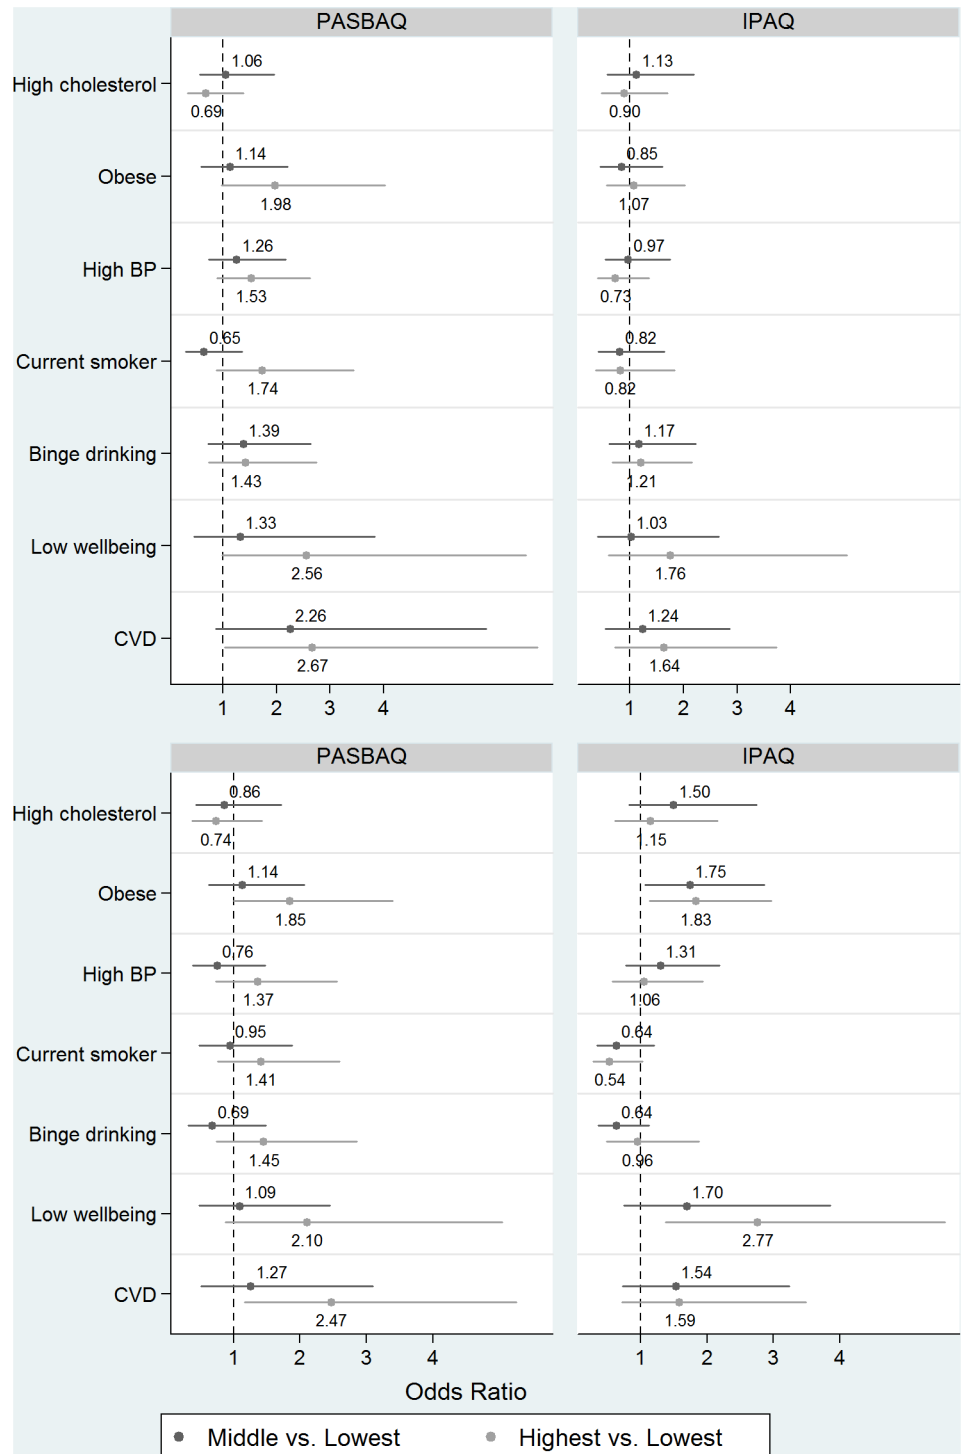 PASBAQ IPAQ
High cholesterol 1.06 0.69 1.13 0.90
Obese 1.14 1.98 0.85 1.07
High BP 1.26 1.53 0.97 0.73
Current smoker 0.65 1.74 0.82 0.82
Binge drinking 1.39 1.43 1.17 1.21
Low wellbeing 1.33 2.56 1.03 1.76
CVD 2.26 2.67 1.24 1.64
1 2 3 4 1 2 3 4
PASBAQ IPAQ
High cholesterol 0.86 0.74 1.50 1.15
Obese 1.14 1.85 1.75 1.83
High BP 0.76 1.37 1.31 1.06
Current smoker 0.95 1.41 0.64 0.54
Binge drinking 0.69 1.45 0.64 0.96
Low wellbeing 1.09 2.10 1.70 2.77
CVD 1.27 2.47 1.54 1.59
1 2 3 4 1 2 3 4
Odds Ratio
Middle vs. Lowest Highest vs. Lowest